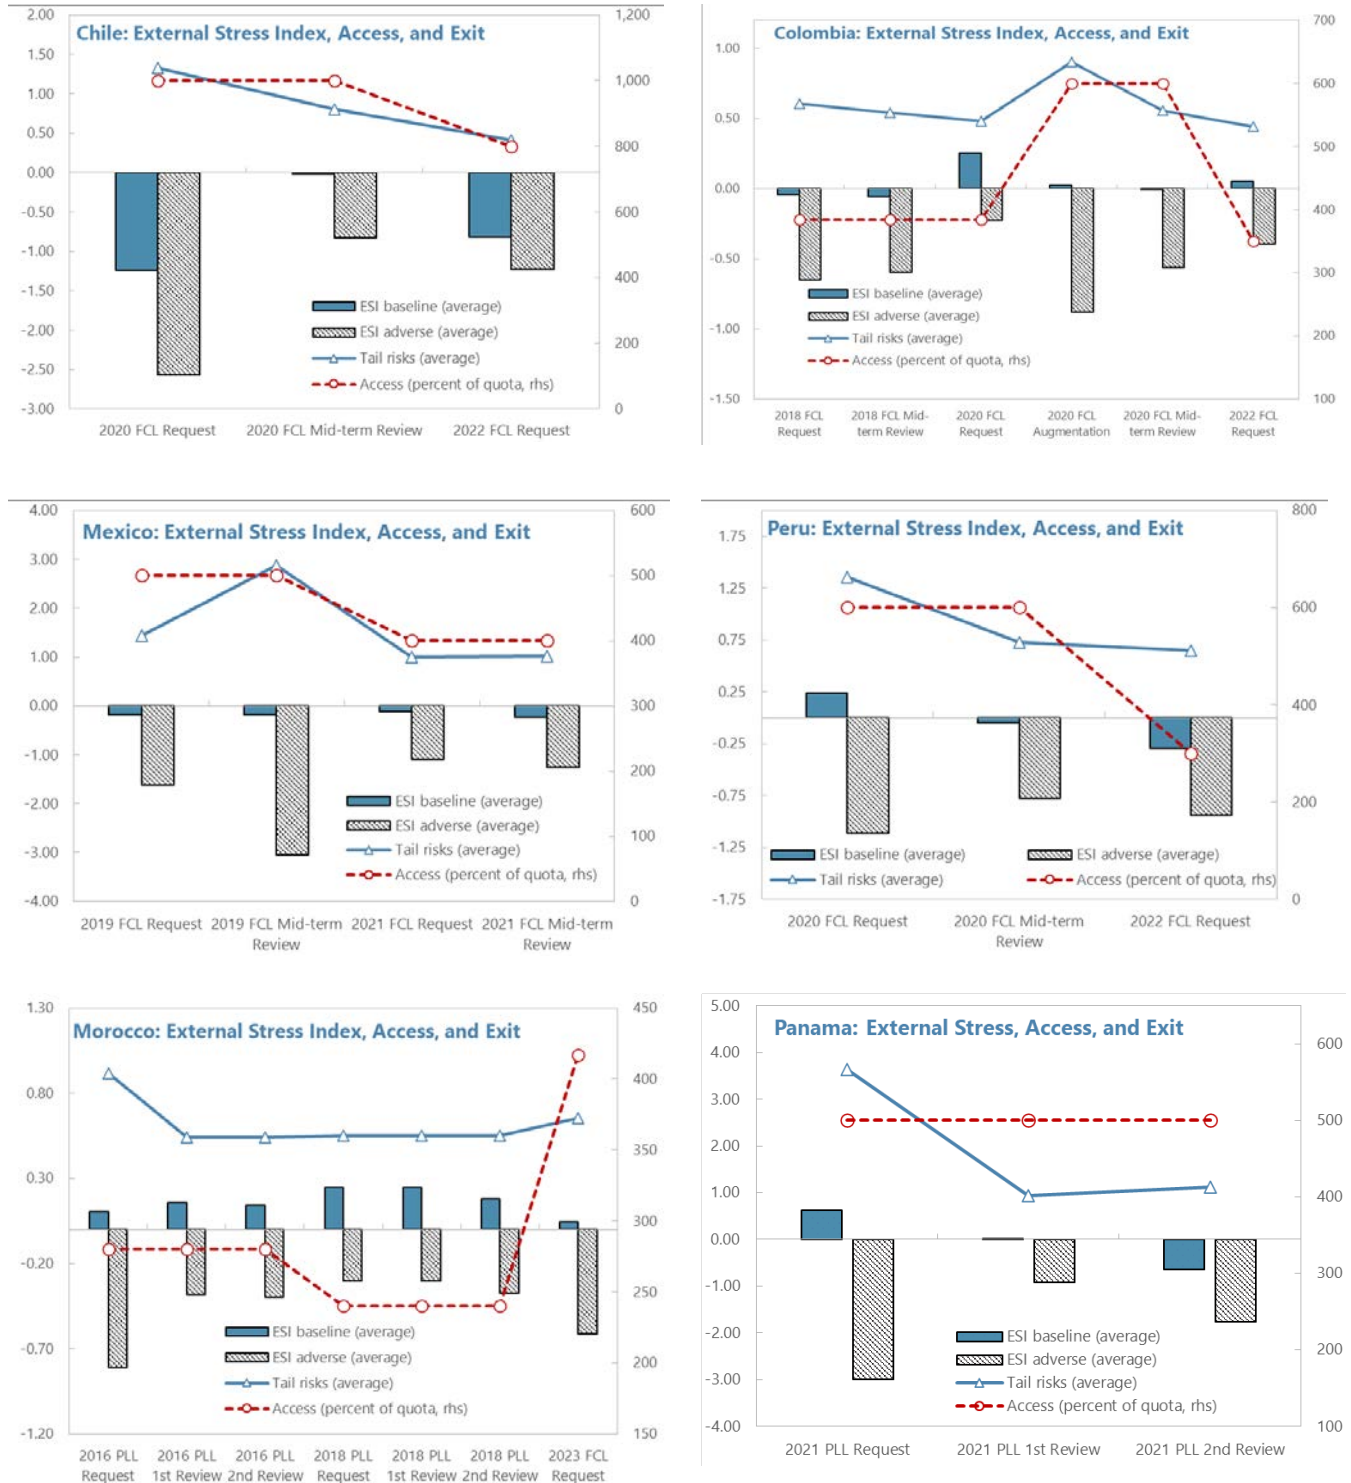 Chile: External Stress Index, Access, and Exit
2.00
1.50
1.00
0.50
0.00
-0.50
-1.00
-1.50
-2.00
-2.50
-3.00
1,200
1,000
800
600
400
200
0
ESI baseline (average)
ESI adverse (average)
Tail risks (average)
Access (percent of quota, rhs)
2020 FCL Request
2020 FCL Mid-term Review
2022 FCL Request
Colombia: External Stress Index, Access, and Exit
1.00
0.50
0.00
-0.50
-1.00
-1.50
700
600
500
400
300
200
100
ESI baseline (average)
ESI adverse (average)
Tail risks (average)
Access (percent of quota, rhs)
2018 FCL
Request
2018 FCL Mid-
term Review
2020 FCL
Request
2020 FCL
Augmentation
2020 FCL Mid-
term Review
2022 FCL
Request
Mexico: External Stress Index, Access, and Exit
4.00
3.00
2.00
1.00
0.00
-1.00
-2.00
-3.00
-4.00
600
500
400
300
200
100
0
ESI baseline (average)
ESI adverse (average)
Tail risks (average)
Access (percent of quota, rhs)
2019 FCL Request
2019 FCL Mid-term
Review
2021 FCL Request
2021 FCL Mid-term
Review
Peru: External Stress Index, Access, and Exit
1.75
1.25
0.75
0.25
-0.25
-0.75
-1.25
-1.75
800
600
400
200
0
ESI baseline (average)
ESI adverse (average)
Tail risks (average)
Access (percent of quota, rhs)
2020 FCL Request
2020 FCL Mid-term
Review
2022 FCL Request
Morocco: External Stress Index, Access, and Exit
1.30
0.80
0.30
-0.20
-0.70
-1.20
450
400
350
300
250
200
150
ESI baseline (average)
ESI adverse (average)
Tail risks (average)
Access (percent of quota, rhs)
2016 PLL
Request
2016 PLL
1st Review
2016 PLL
2nd Review
2018 PLL
Request
2018 PLL
1st Review
2018 PLL
2nd Review
2023 FCL
Request
Panama: External Stress, Access, and Exit
5.00
4.00
3.00
2.00
1.00
0.00
-1.00
-2.00
-3.00
-4.00
600
500
400
300
200
100
ESI baseline (average)
ESI adverse (average)
Tail risks (average)
Access (percent of quota, rhs)
2021 PLL Request
2021 PLL 1st Review
2021 PLL 2nd Review